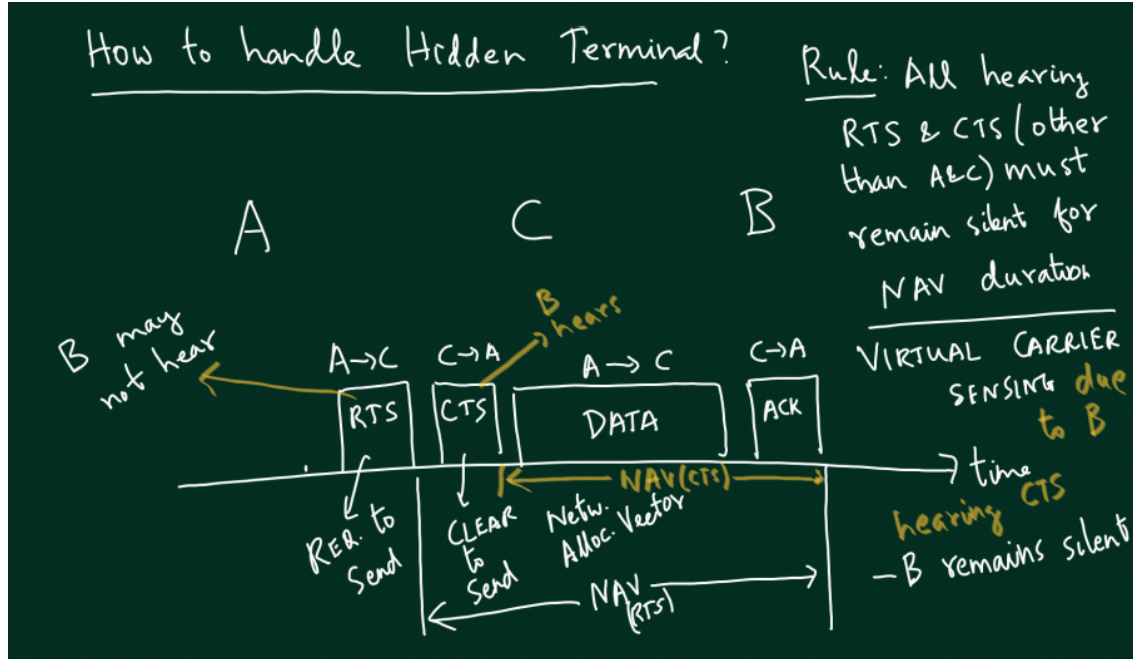 How to handle Hidden Terminal?
Rule: All hearing
RTS & CTS (other
than A&C) must
remain silent for
NAV duration
A C B
B may
not hear
B
hears
A→C C→A A → C C→A
RTS CTS DATA ACK
VIRTUAL CARRIER
SENSING due
to B
hearing CTS
– B remains silent
time
NAV(CTS)
REQ. to
Send
CLEAR
to
Send
Netw.
Alloc. Vector
NAV
(RTS)